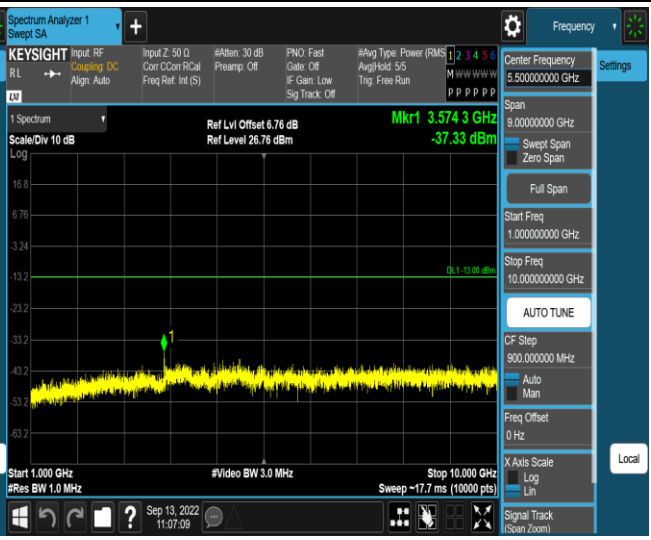 Spectrum Analyzer 1
Swept SA
+
Frequency
KEYSIGHT
RL
LXI
Input: RF
Coupling: DC
Align: Auto
Input Z: 50 Ω
Corr CCorr RCal
Freq Ref: Int (S)
#Atten: 30 dB
Preamp: Off
PNO: Fast
Gate: Off
IF Gain: Low
Sig Track: Off
#Avg Type: Power (RMS
Avg|Hold: 5/5
Trig: Free Run
1 2 3 4 5 6
M W W W W W
P P P P P P
1 Spectrum
Scale/Div 10 dB
Log
Ref Lvl Offset 6.76 dB
Ref Level 26.76 dBm
Mkr1 3.574 3 GHz
-37.33 dBm
16.8
6.76
-3.24
-13.2
DL1 -13.00 dBm
-23.2
-33.2
1
-43.2
-53.2
-63.2
Start 1.000 GHz
#Res BW 1.0 MHz
#Video BW 3.0 MHz
Stop 10.000 GHz
Sweep ~17.7 ms (10000 pts)
?
Sep 13, 2022
11:07:09
Center Frequency
5.500000000 GHz
Span
9.00000000 GHz
Swept Span
Zero Span
Full Span
Start Freq
1.000000000 GHz
Stop Freq
10.000000000 GHz
AUTO TUNE
CF Step
900.000000 MHz
Auto
Man
Freq Offset
0 Hz
X Axis Scale
Log
Lin
Signal Track
(Span Zoom)
Settings
Local